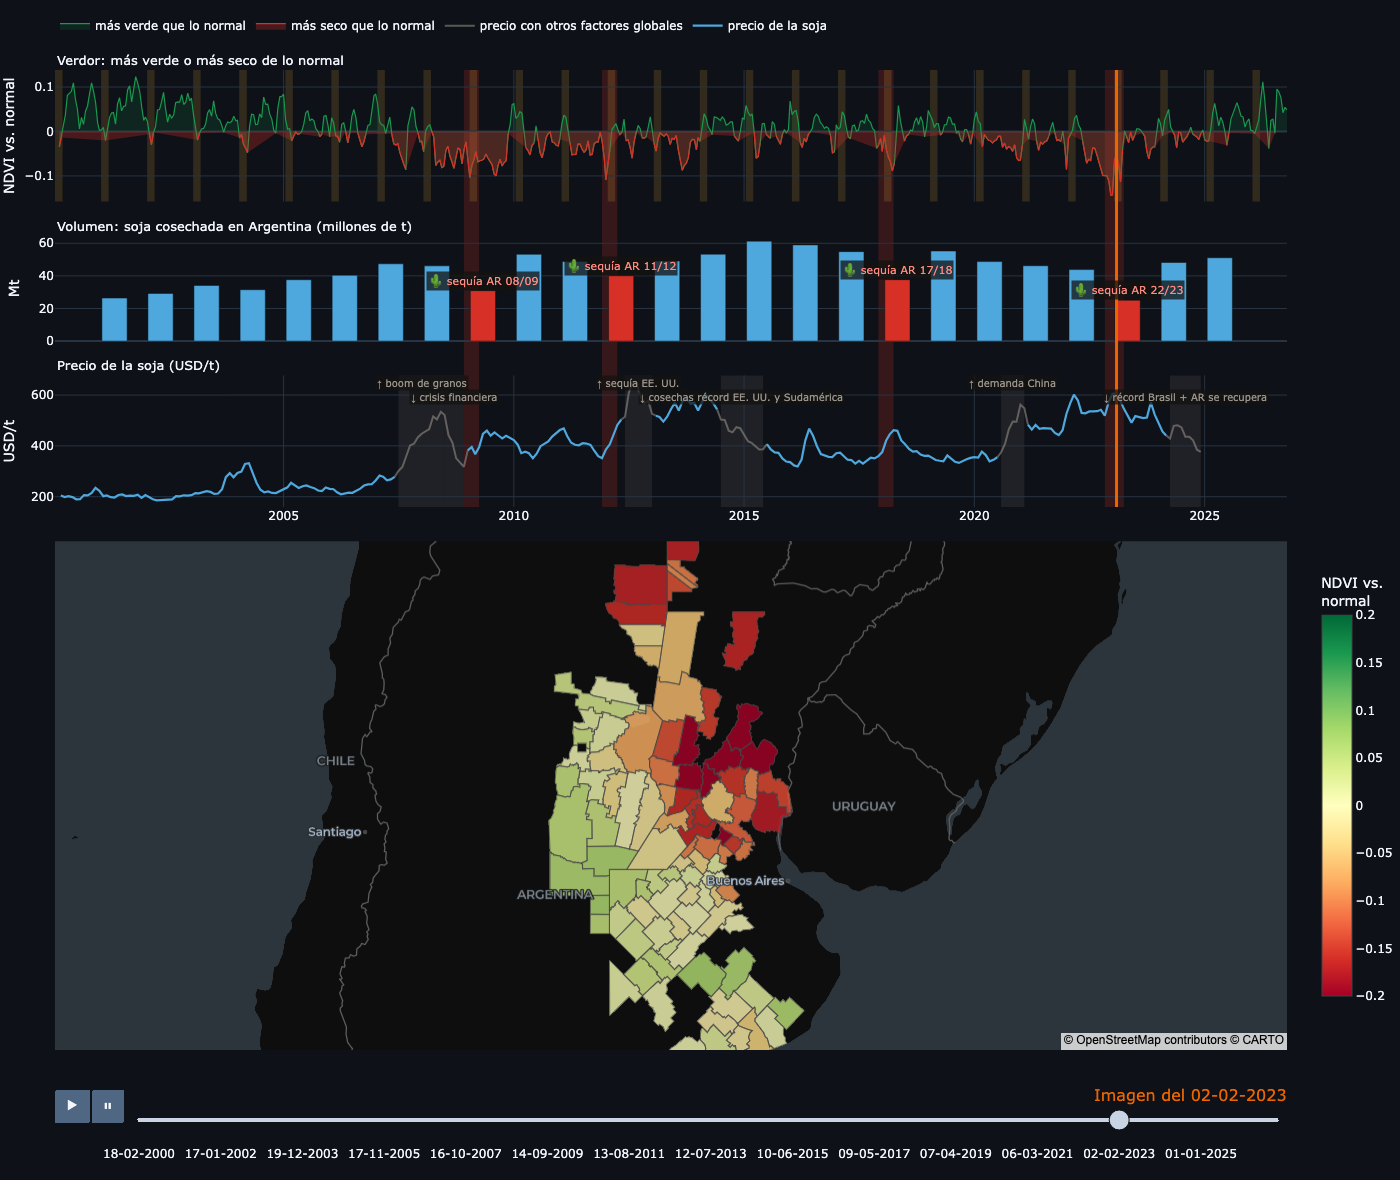 más verde que lo normal
más seco que lo normal
precio con otros factores globales
precio de la soja
Verdor: más verde o más seco de lo normal
NDVI vs. normal
0.1
0
−0.1
Volumen: soja cosechada en Argentina (millones de t)
Mt
60
40
20
0
sequía AR 08/09
sequía AR 11/12
sequía AR 17/18
sequía AR 22/23
Precio de la soja (USD/t)
USD/t
600
400
200
↑ boom de granos
↓ crisis financiera
↑ sequía EE. UU.
↓ cosechas récord EE. UU. y Sudamérica
↑ demanda China
↓ récord Brasil + AR se recupera
2005
2010
2015
2020
2025
CHILE
Santiago
ARGENTINA
Buenos Aires
URUGUAY
© OpenStreetMap contributors © CARTO
NDVI vs.
normal
0.2
0.15
0.1
0.05
0
−0.05
−0.1
−0.15
−0.2
Imagen del 02-02-2023
18-02-2000
17-01-2002
19-12-2003
17-11-2005
16-10-2007
14-09-2009
13-08-2011
12-07-2013
10-06-2015
09-05-2017
07-04-2019
06-03-2021
02-02-2023
01-01-2025